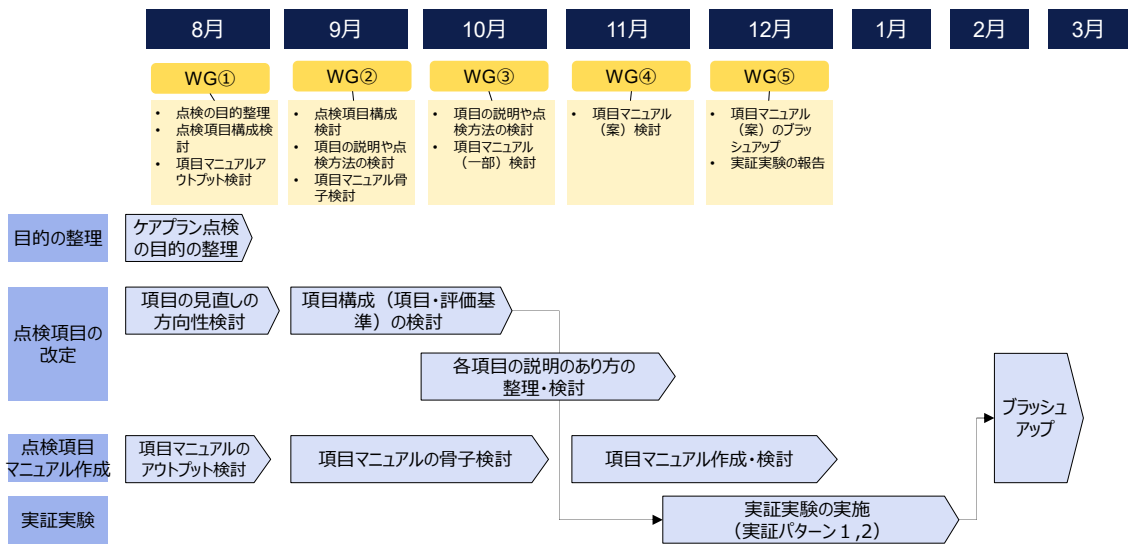 8月
9月
10月
11月
12月
1月
2月
3月
WG①
• 点検の目的整理
• 点検項目構成検
討
• 項目マニュアルア
ウトプット検討
WG②
• 点検項目構成
検討
• 項目の説明や点
検方法の検討
• 項目マニュアル骨
子検討
WG③
• 項目の説明や点
検方法の検討
• 項目マニュアル
（一部）検討
WG④
• 項目マニュアル
（案）検討
WG⑤
• 項目マニュアル
（案）のブラッ
シュアップ
• 実証実験の報告
目的の整理
ケアプラン点検
の目的の整理
点検項目の
改定
項目の見直しの
方向性検討
項目構成（項目・評価基
準）の検討
各項目の説明のあり方の
整理・検討
ブラッシュ
アップ
点検項目
マニュアル作成
項目マニュアルの
アウトプット検討
項目マニュアルの骨子検討
項目マニュアル作成・検討
実証実験
実証実験の実施
（実証パターン１,２）